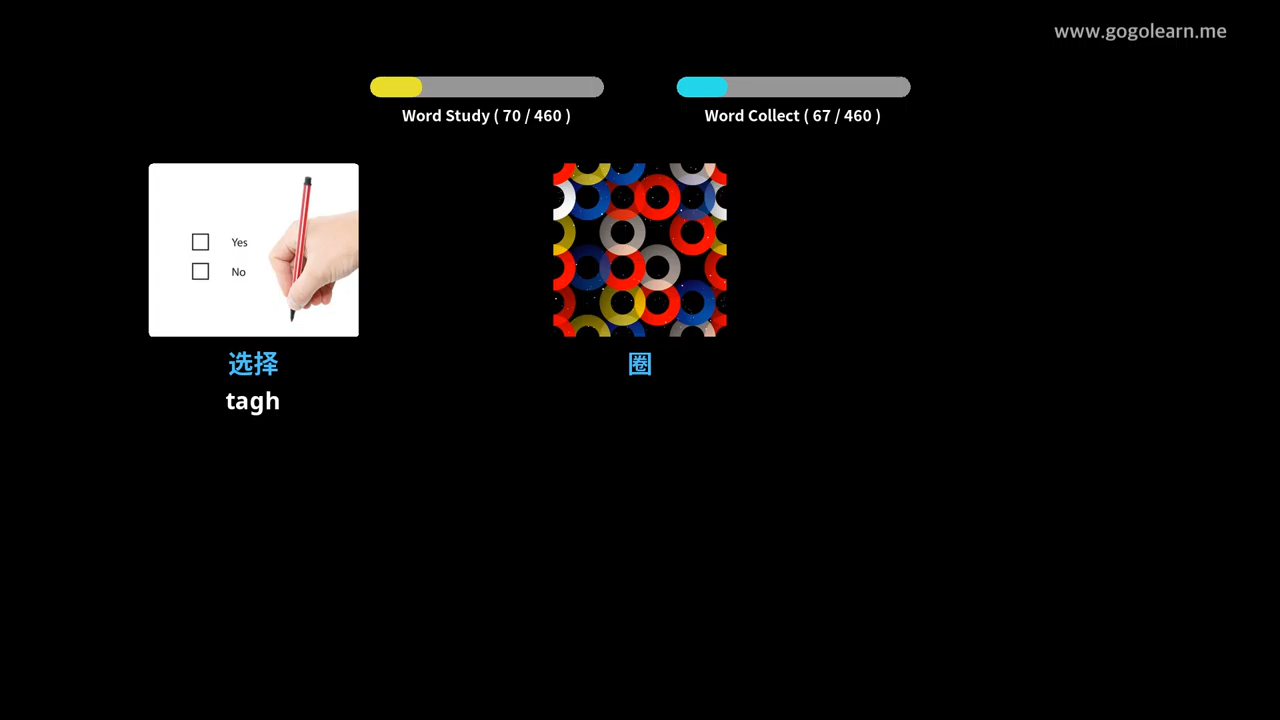 www.gogolearn.me
Word Study ( 70 / 460 )
Word Collect ( 67 / 460 )
Yes
No
选择
圈
tagh